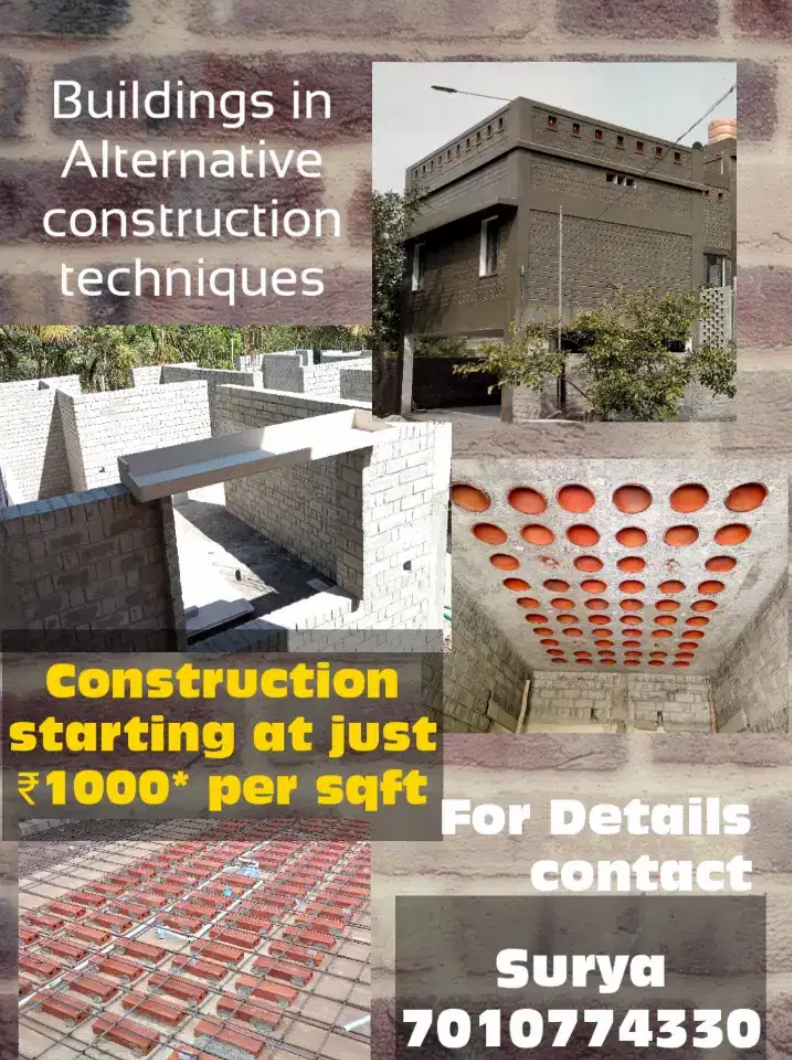 Buildings in
Alternative
construction
techniques
Construction
starting at just
₹1000* per sqft
For Details
contact
Surya
7010774330